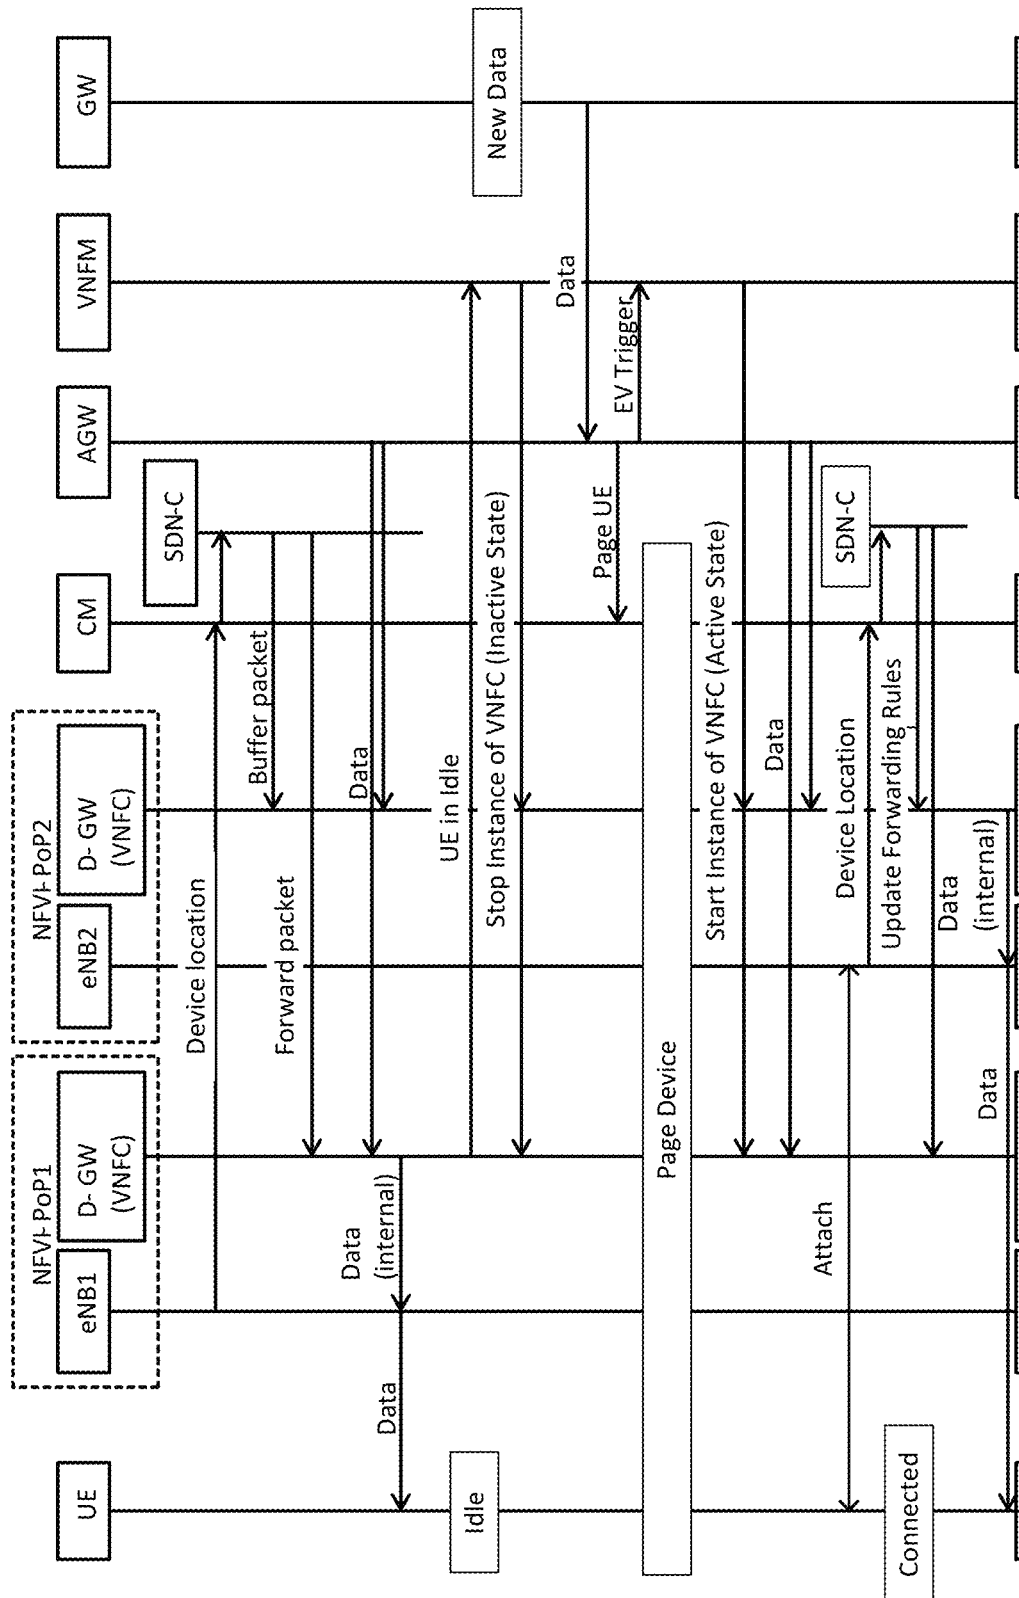 NFVI-PoP1
NFVI-PoP2
UE
eNB1
D- GW
(VNFC)
eNB2
D- GW
(VNFC)
CM
SDN-C
AGW
VNFM
GW
Device location
Buffer packet
Forward packet
Data
Data
(internal)
Data
Idle
UE in Idle
New Data
Stop Instance of VNFC (Inactive State)
Data
Page UE
EV Trigger
Page Device
Start Instance of VNFC (Active State)
Data
Attach
SDN-C
Device Location
Connected
Update Forwarding Rules
Data
(internal)
Data